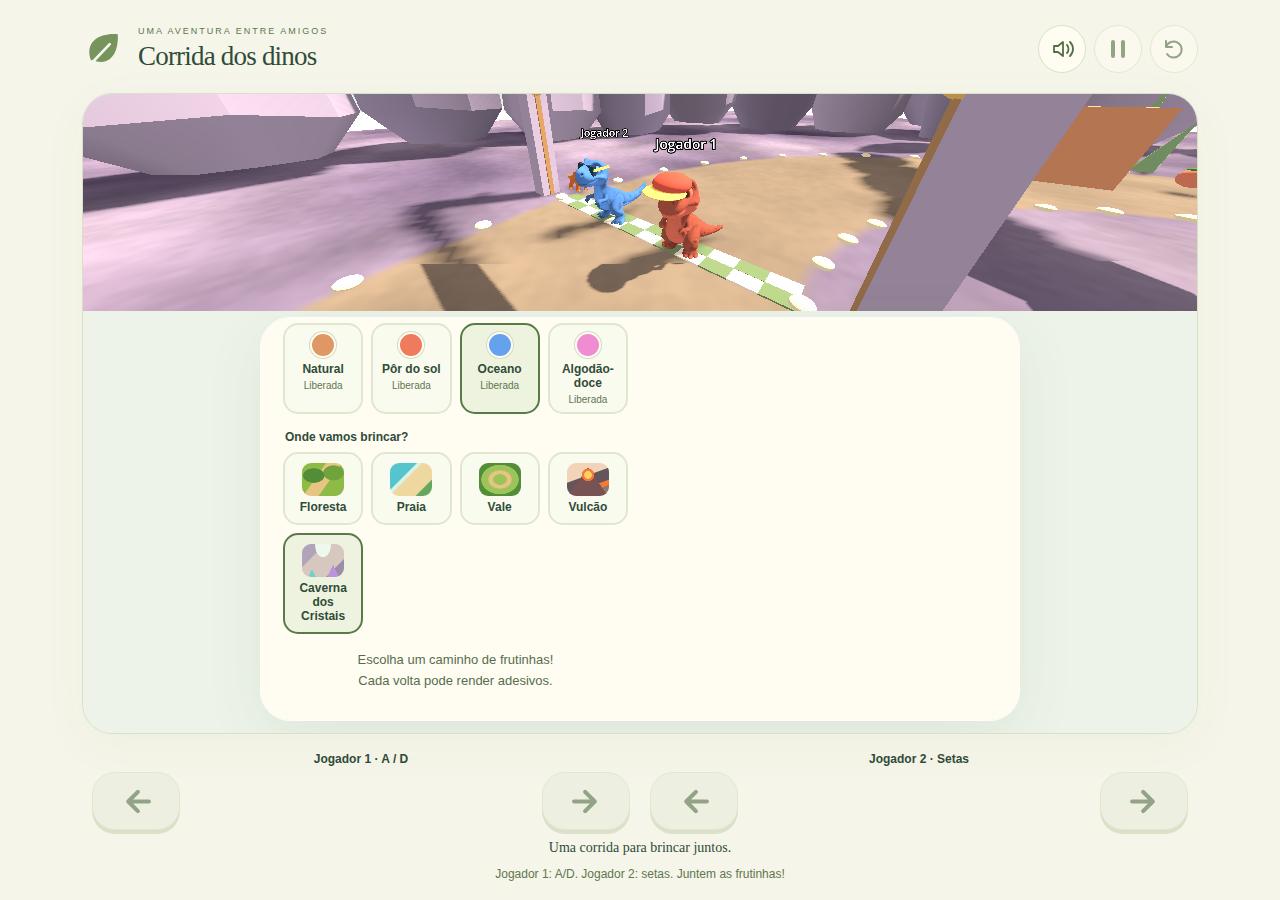 UMA AVENTURA ENTRE AMIGOS
Corrida dos dinos
Jogador 2
Jogador 1
Natural
Liberada
Pôr do sol
Liberada
Oceano
Liberada
Algodão-
doce
Liberada
Onde vamos brincar?
Floresta
Praia
Vale
Vulcão
Caverna
dos
Cristais
Escolha um caminho de frutinhas!
Cada volta pode render adesivos.
Jogador 1 · A / D
Jogador 2 · Setas
Uma corrida para brincar juntos.
Jogador 1: A/D. Jogador 2: setas. Juntem as frutinhas!